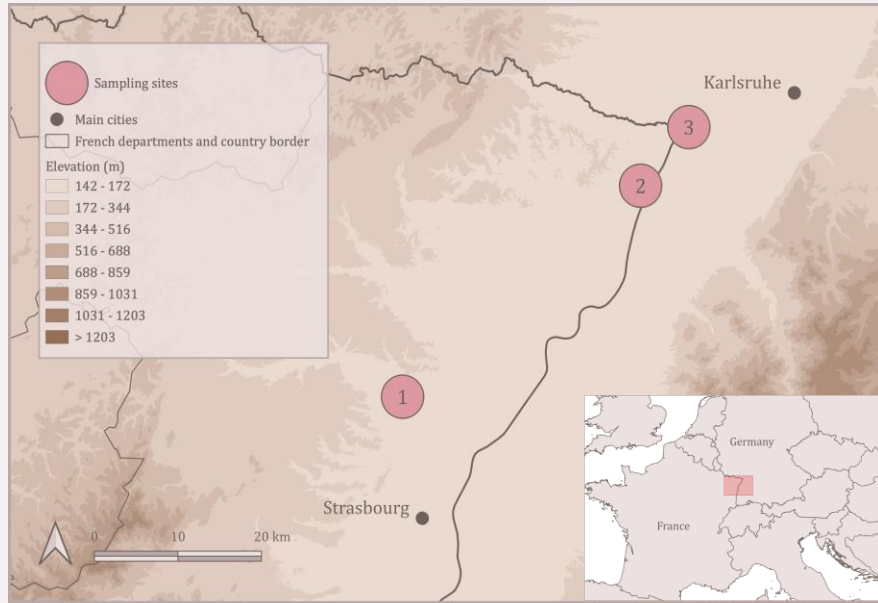 Sampling sites
Main cities
French departments and country border
Elevation (m)
142 - 172
172 - 344
344 - 516
516 - 688
688 - 859
859 - 1031
1031 - 1203
> 1203
Karlsruhe
3
2
1
Strasbourg
0 10 20 km
Germany
France